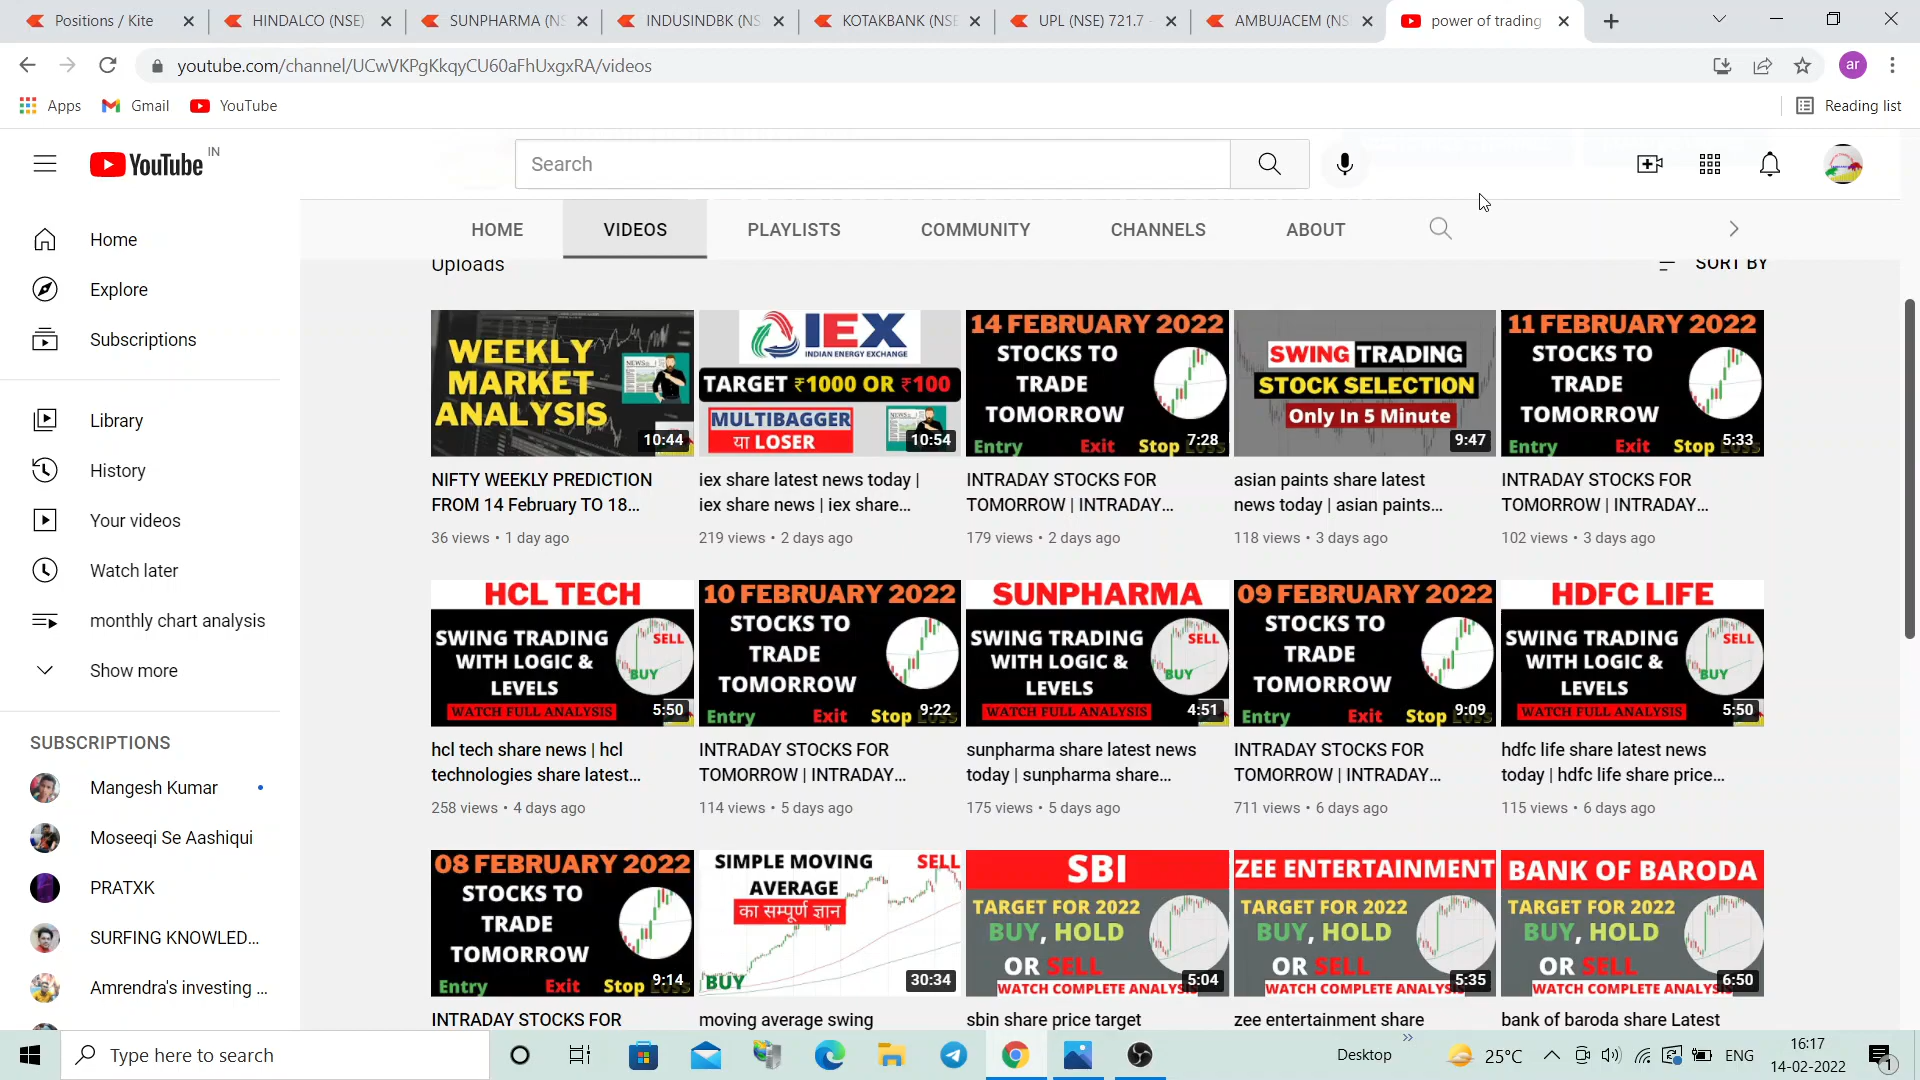 Positions / Kite
HINDALCO (NSE)
SUNPHARMA (NS
INDUSINDBK (NS
KOTAKBANK (NSE
UPL (NSE) 721.7 -
AMBUJACEM (NS
power of trading
youtube.com/channel/UCwVKPgKkqyCU60aFhUxgxRA/videos
ar
Apps
Gmail
YouTube
Reading list
YouTube IN
Search
HOME
VIDEOS
PLAYLISTS
COMMUNITY
CHANNELS
ABOUT
Home
Explore
Subscriptions
Library
History
Your videos
Watch later
monthly chart analysis
Show more
SUBSCRIPTIONS
Mangesh Kumar
Moseeqi Se Aashiqui
PRATXK
SURFING KNOWLED...
Amrendra's investing ...
Uploads
SORT BY
WEEKLY
MARKET
ANALYSIS
NEWS
10:44
NIFTY WEEKLY PREDICTION
FROM 14 February TO 18...
36 views • 1 day ago
IEX
INDIAN ENERGY EXCHANGE
TARGET ₹1000 OR ₹100
MULTIBAGGER
या LOSER
NEWS
10:54
iex share latest news today |
iex share news | iex share...
219 views • 2 days ago
14 FEBRUARY 2022
STOCKS TO
TRADE
TOMORROW
Entry Exit Stop Loss
7:28
INTRADAY STOCKS FOR
TOMORROW | INTRADAY...
179 views • 2 days ago
SWING TRADING
STOCK SELECTION
Only In 5 Minute
9:47
asian paints share latest
news today | asian paints...
118 views • 3 days ago
11 FEBRUARY 2022
STOCKS TO
TRADE
TOMORROW
Entry Exit Stop Loss
5:33
INTRADAY STOCKS FOR
TOMORROW | INTRADAY...
102 views • 3 days ago
HCL TECH
SWING TRADING
WITH LOGIC &
LEVELS
SELL
BUY
WATCH FULL ANALYSIS
5:50
hcl tech share news | hcl
technologies share latest...
258 views • 4 days ago
10 FEBRUARY 2022
STOCKS TO
TRADE
TOMORROW
Entry Exit Stop Loss
9:22
INTRADAY STOCKS FOR
TOMORROW | INTRADAY...
114 views • 5 days ago
SUNPHARMA
SWING TRADING
WITH LOGIC &
LEVELS
SELL
BUY
WATCH FULL ANALYSIS
4:51
sunpharma share latest news
today | sunpharma share...
175 views • 5 days ago
09 FEBRUARY 2022
STOCKS TO
TRADE
TOMORROW
Entry Exit Stop Loss
9:09
INTRADAY STOCKS FOR
TOMORROW | INTRADAY...
711 views • 6 days ago
HDFC LIFE
SWING TRADING
WITH LOGIC &
LEVELS
SELL
BUY
WATCH FULL ANALYSIS
5:50
hdfc life share latest news
today | hdfc life share price...
115 views • 6 days ago
08 FEBRUARY 2022
STOCKS TO
TRADE
TOMORROW
Entry Exit Stop Loss
9:14
INTRADAY STOCKS FOR
SIMPLE MOVING
AVERAGE
का सम्पूर्ण ज्ञान
SELL
BUY
30:34
moving average swing
SBI
TARGET FOR 2022
BUY, HOLD
OR SELL
WATCH COMPLETE ANALYSIS
5:04
sbin share price target
ZEE ENTERTAINMENT
TARGET FOR 2022
BUY, HOLD
OR SELL
WATCH COMPLETE ANALYSIS
5:35
zee entertainment share
BANK OF BARODA
TARGET FOR 2022
BUY, HOLD
OR SELL
WATCH COMPLETE ANALYSIS
6:50
bank of baroda share Latest
Type here to search
Desktop
25°C
ENG
16:17
14-02-2022
1